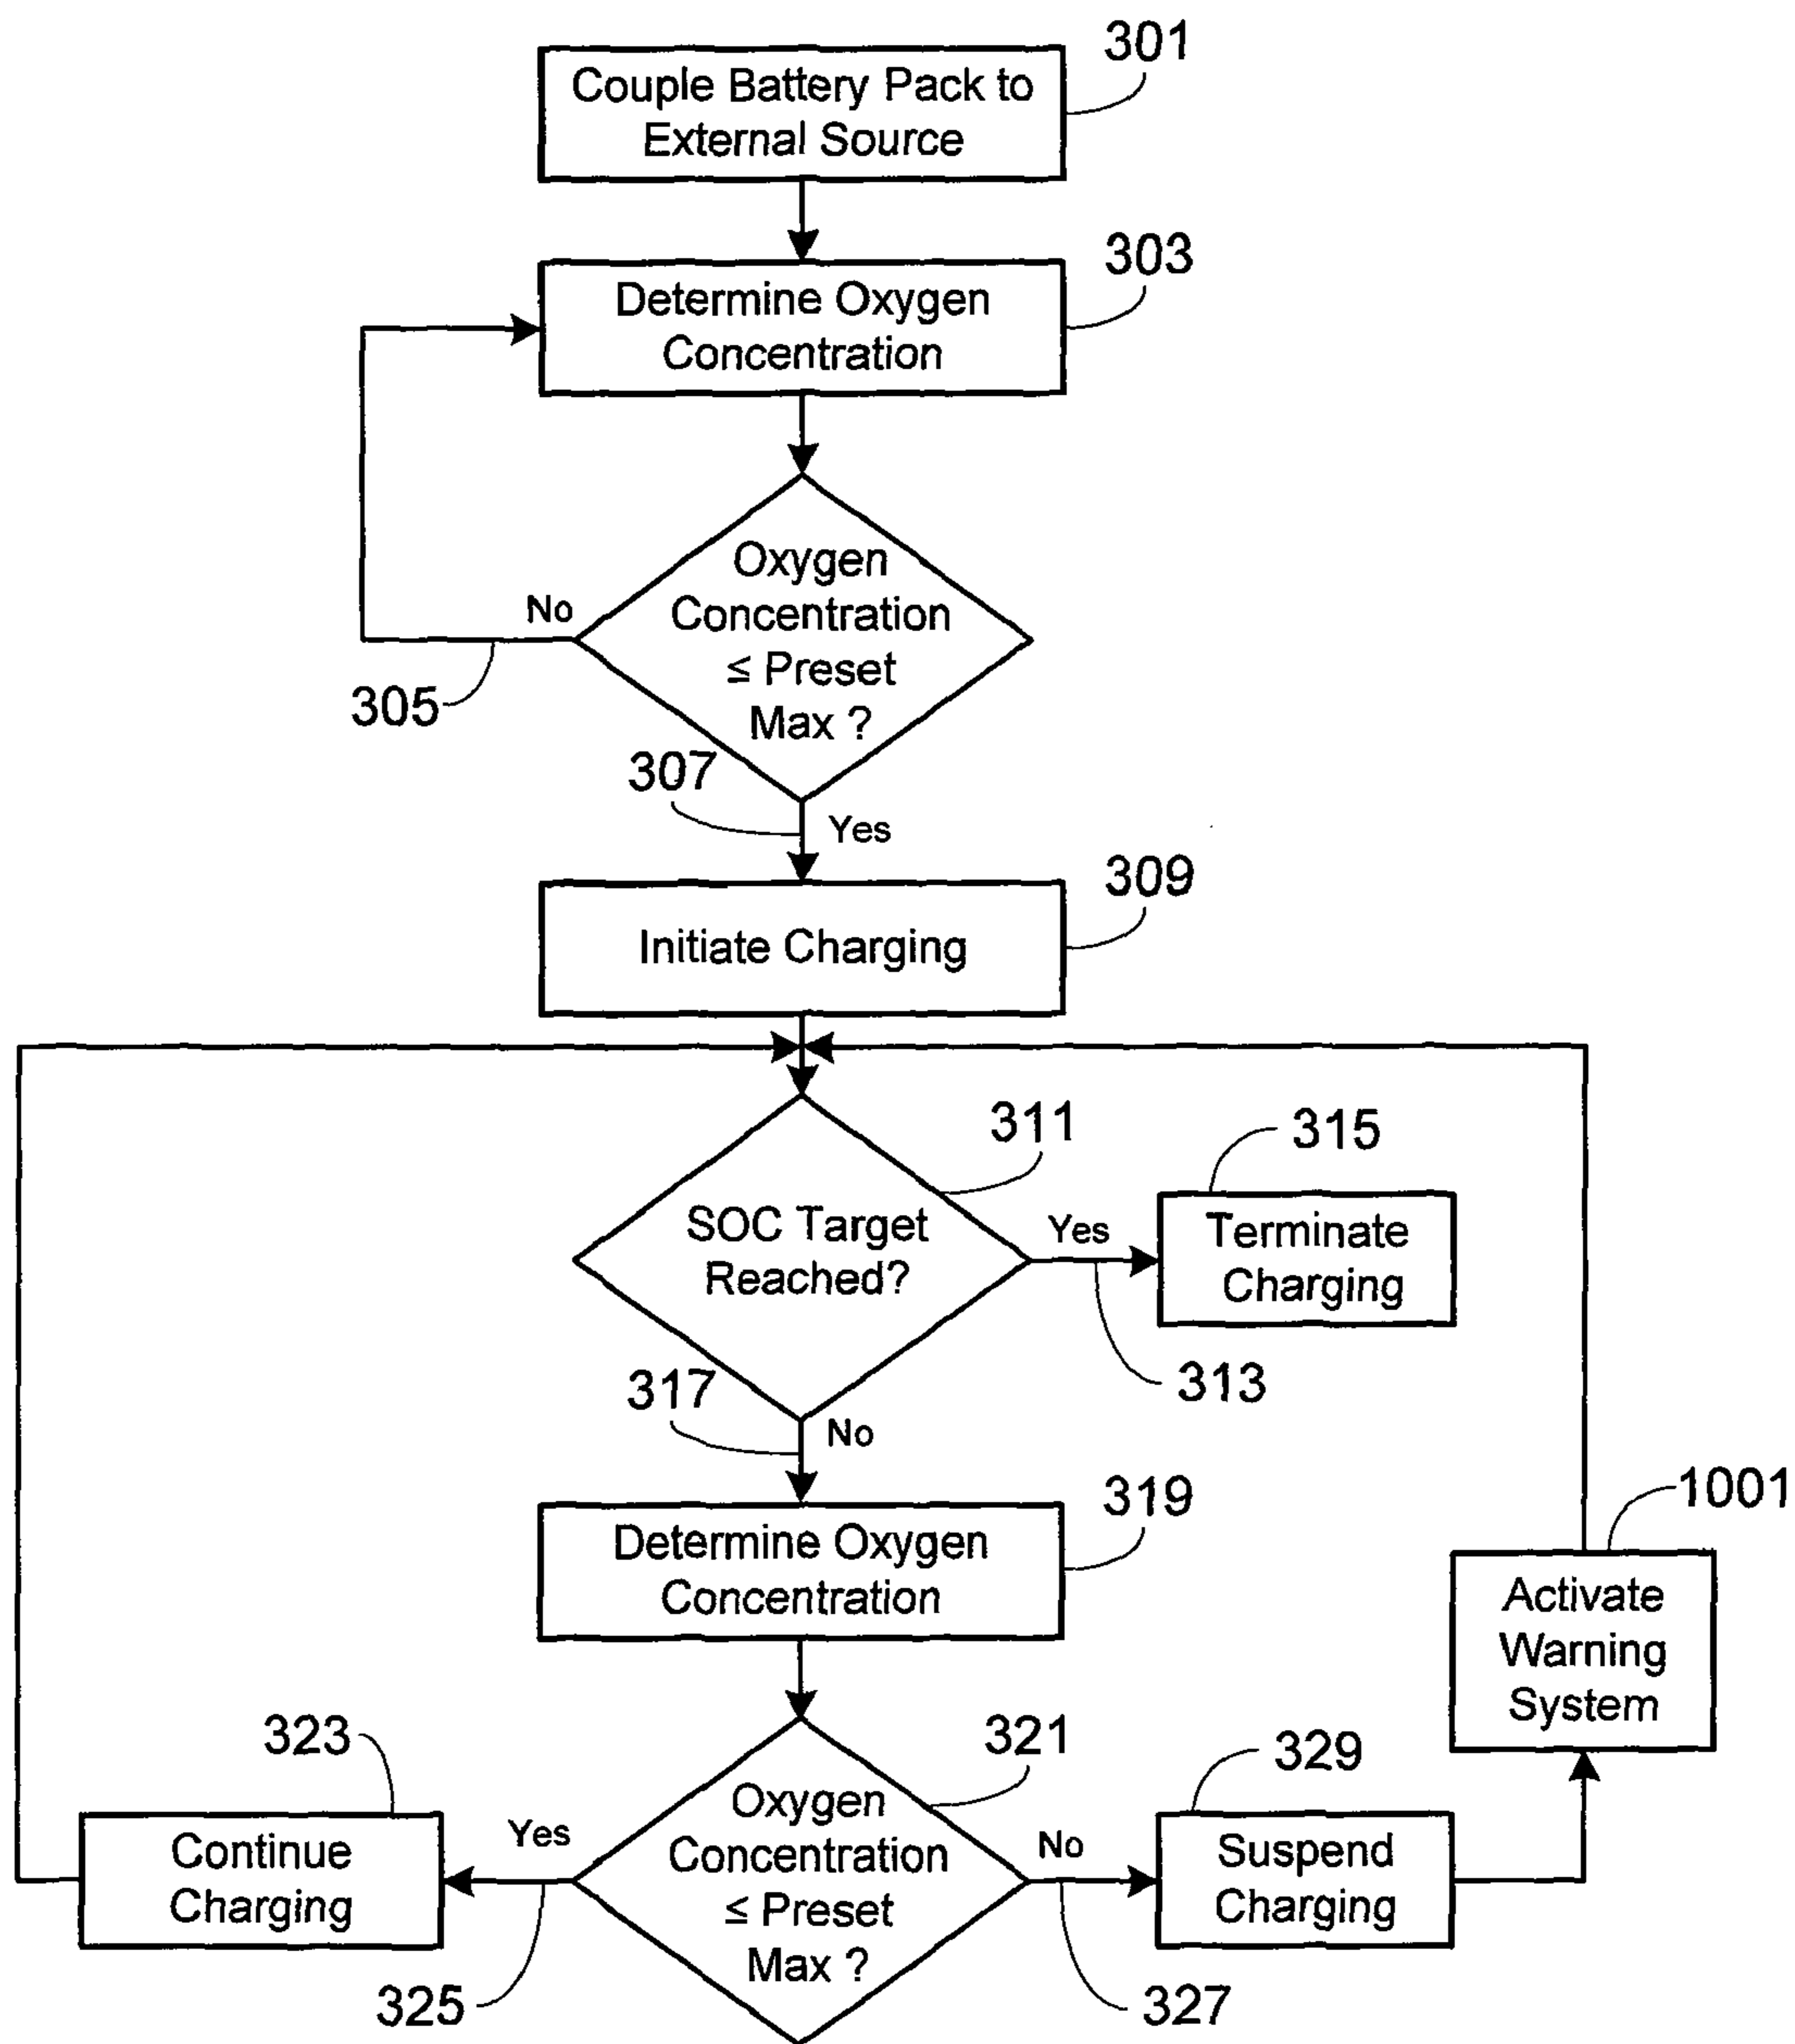 301
Couple Battery Pack to
External Source
303
Determine Oxygen
Concentration
Oxygen
Concentration
≤ Preset
Max ?
No
305
307
Yes
309
Initiate Charging
311
SOC Target
Reached?
315
Yes
Terminate
Charging
313
317
No
319
Determine Oxygen
Concentration
1001
Activate
Warning
System
323
321
329
Continue
Charging
Yes
Oxygen
Concentration
≤ Preset
Max ?
No
Suspend
Charging
325
327